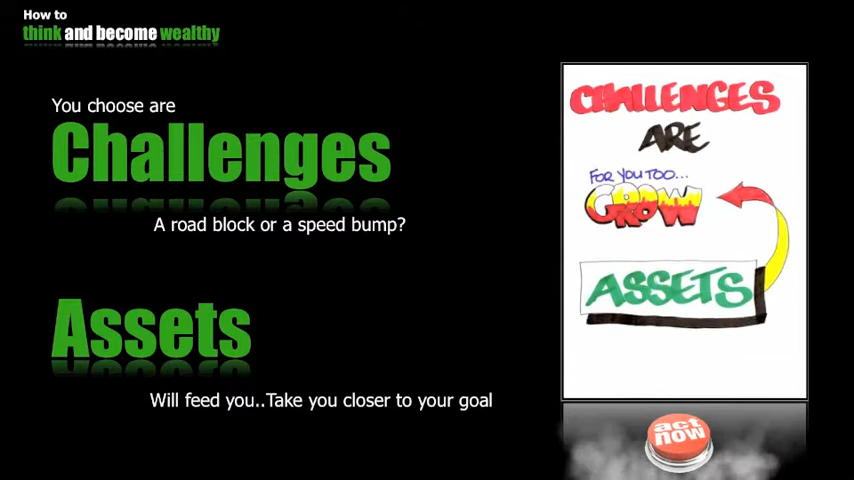 How to
think and become wealthy
You choose are
Challenges
A road block or a speed bump?
Assets
Will feed you..Take you closer to your goal
CHALLENGES
ARE
FOR YOU TOO...
GROW
ASSETS
act
now